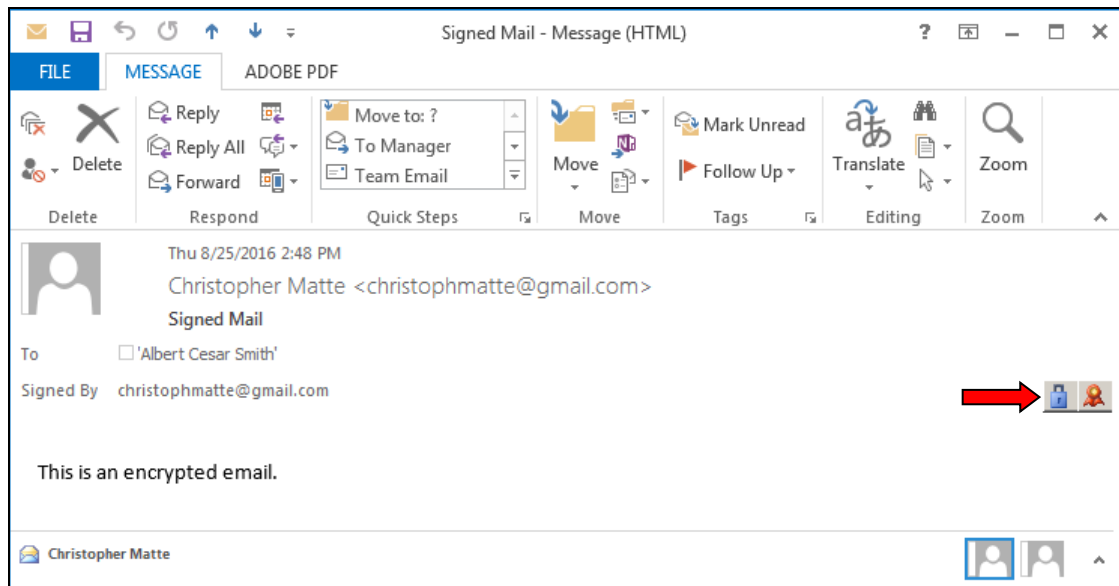 Signed Mail - Message (HTML)
?
FILE MESSAGE ADOBE PDF
Delete
Reply
Reply All
Forward
Move to: ?
To Manager
Team Email
Move
Mark Unread
Follow Up
Translate
Zoom
Delete Respond Quick Steps Move Tags Editing Zoom
Thu 8/25/2016 2:48 PM
Christopher Matte <christophmatte@gmail.com>
Signed Mail
To 'Albert Cesar Smith'
Signed By christophmatte@gmail.com
This is an encrypted email.
Christopher Matte